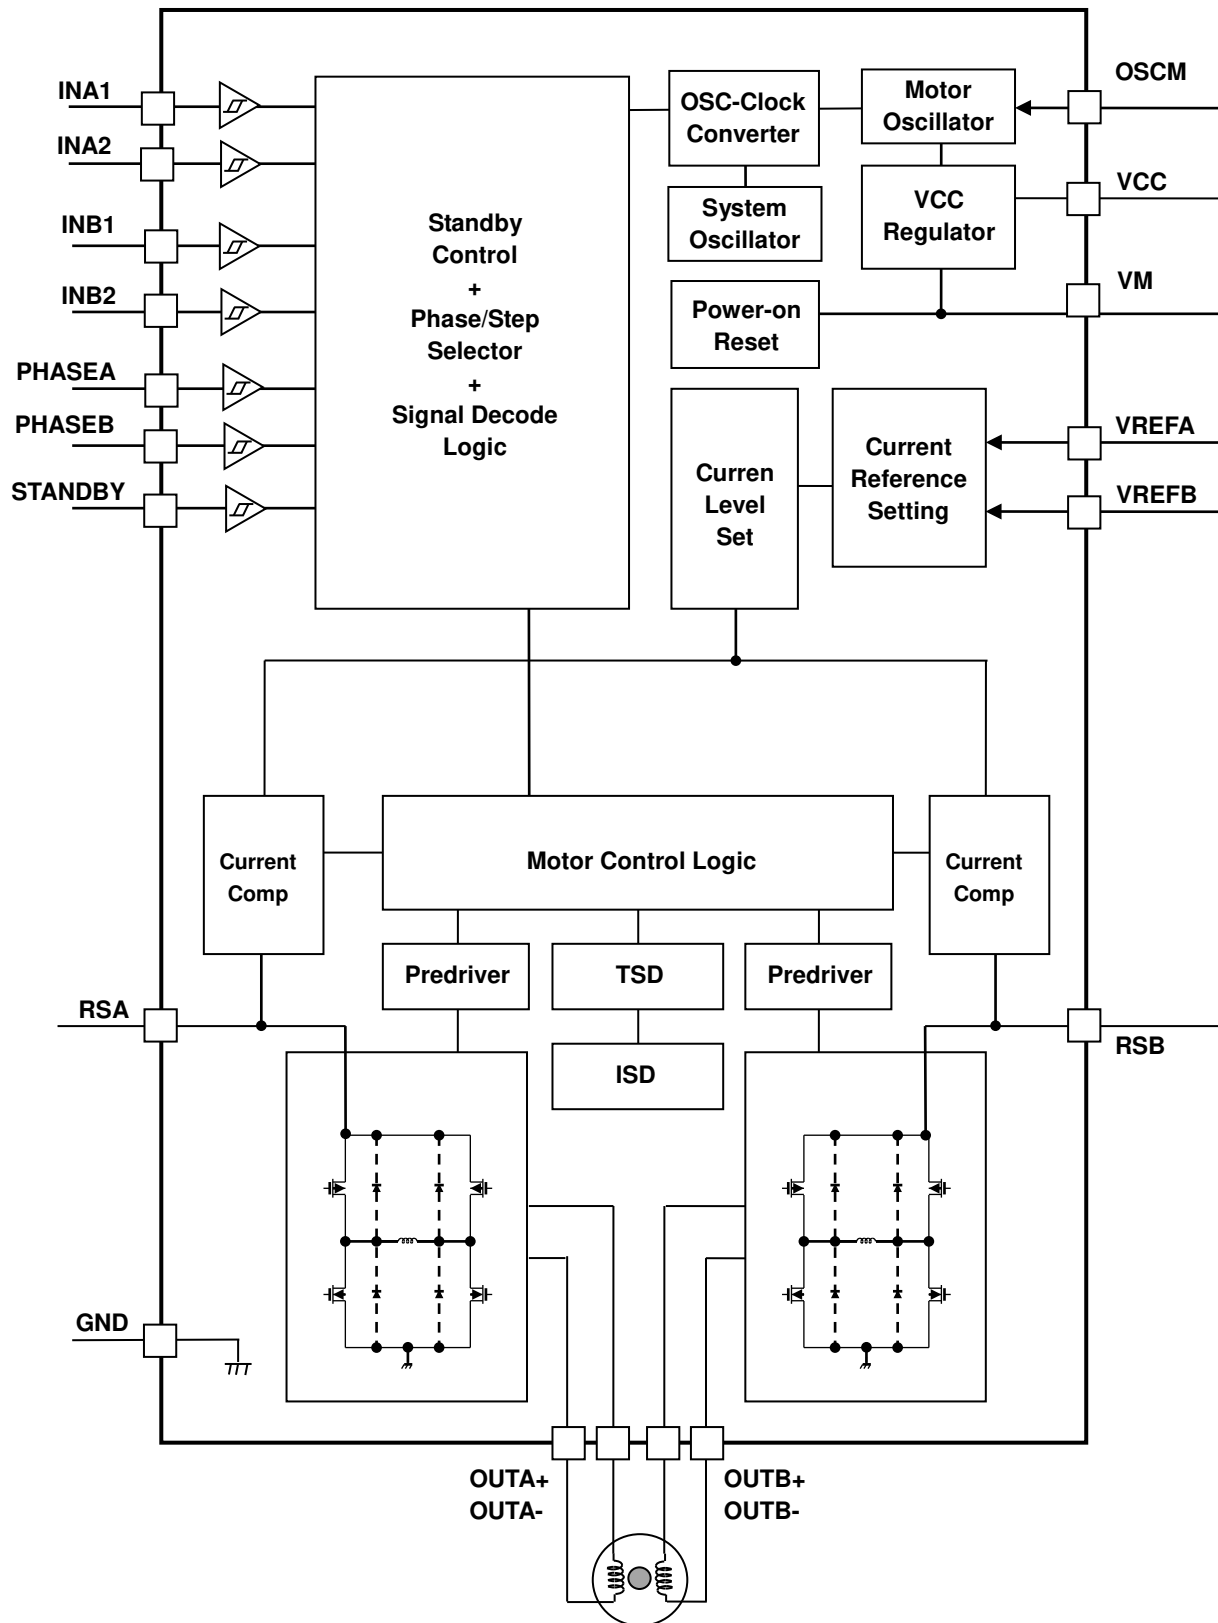 INA1
INA2
INB1
INB2
PHASEA
PHASEB
STANDBY
Standby
Control
+
Phase/Step
Selector
+
Signal Decode
Logic
OSC-Clock
Converter
Motor
Oscillator
System
Oscillator
VCC
Regulator
Power-on
Reset
Curren
Level
Set
Current
Reference
Setting
OSCM
VCC
VM
VREFA
VREFB
Current
Comp
Motor Control Logic
Current
Comp
Predriver
TSD
Predriver
ISD
RSA
RSB
GND
OUTA+
OUTA-
OUTB+
OUTB-